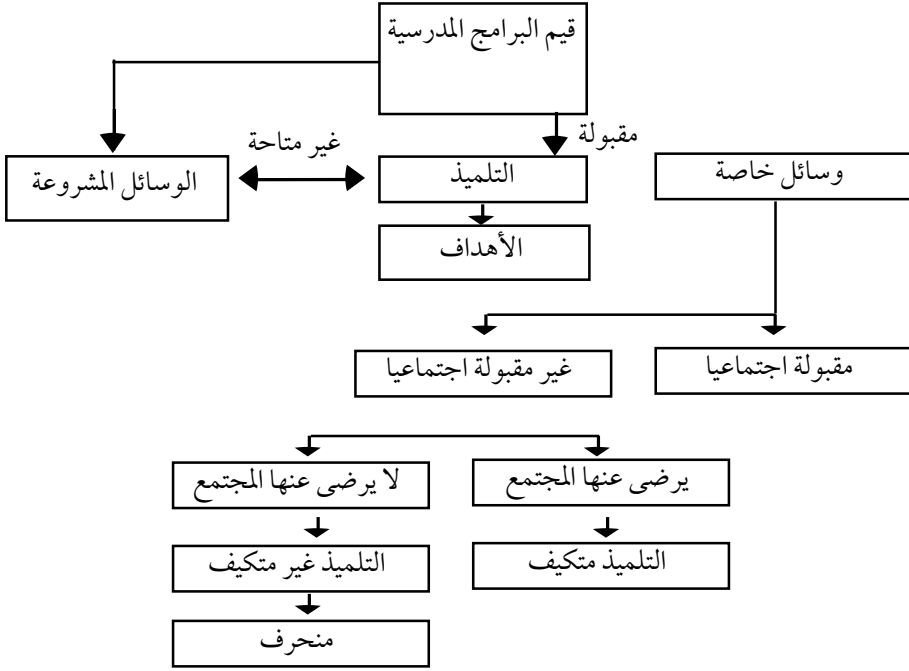 قيم البرامج المدرسية
مقبولة
غير متاحة
وسائل خاصة
التلميذ
الوسائل المشروعة
الأهداف
مقبولة اجتماعيا
غير مقبولة اجتماعيا
يرضى عنها المجتمع
لا يرضى عنها المجتمع
التلميذ متكيف
التلميذ غير متكيف
منحرف